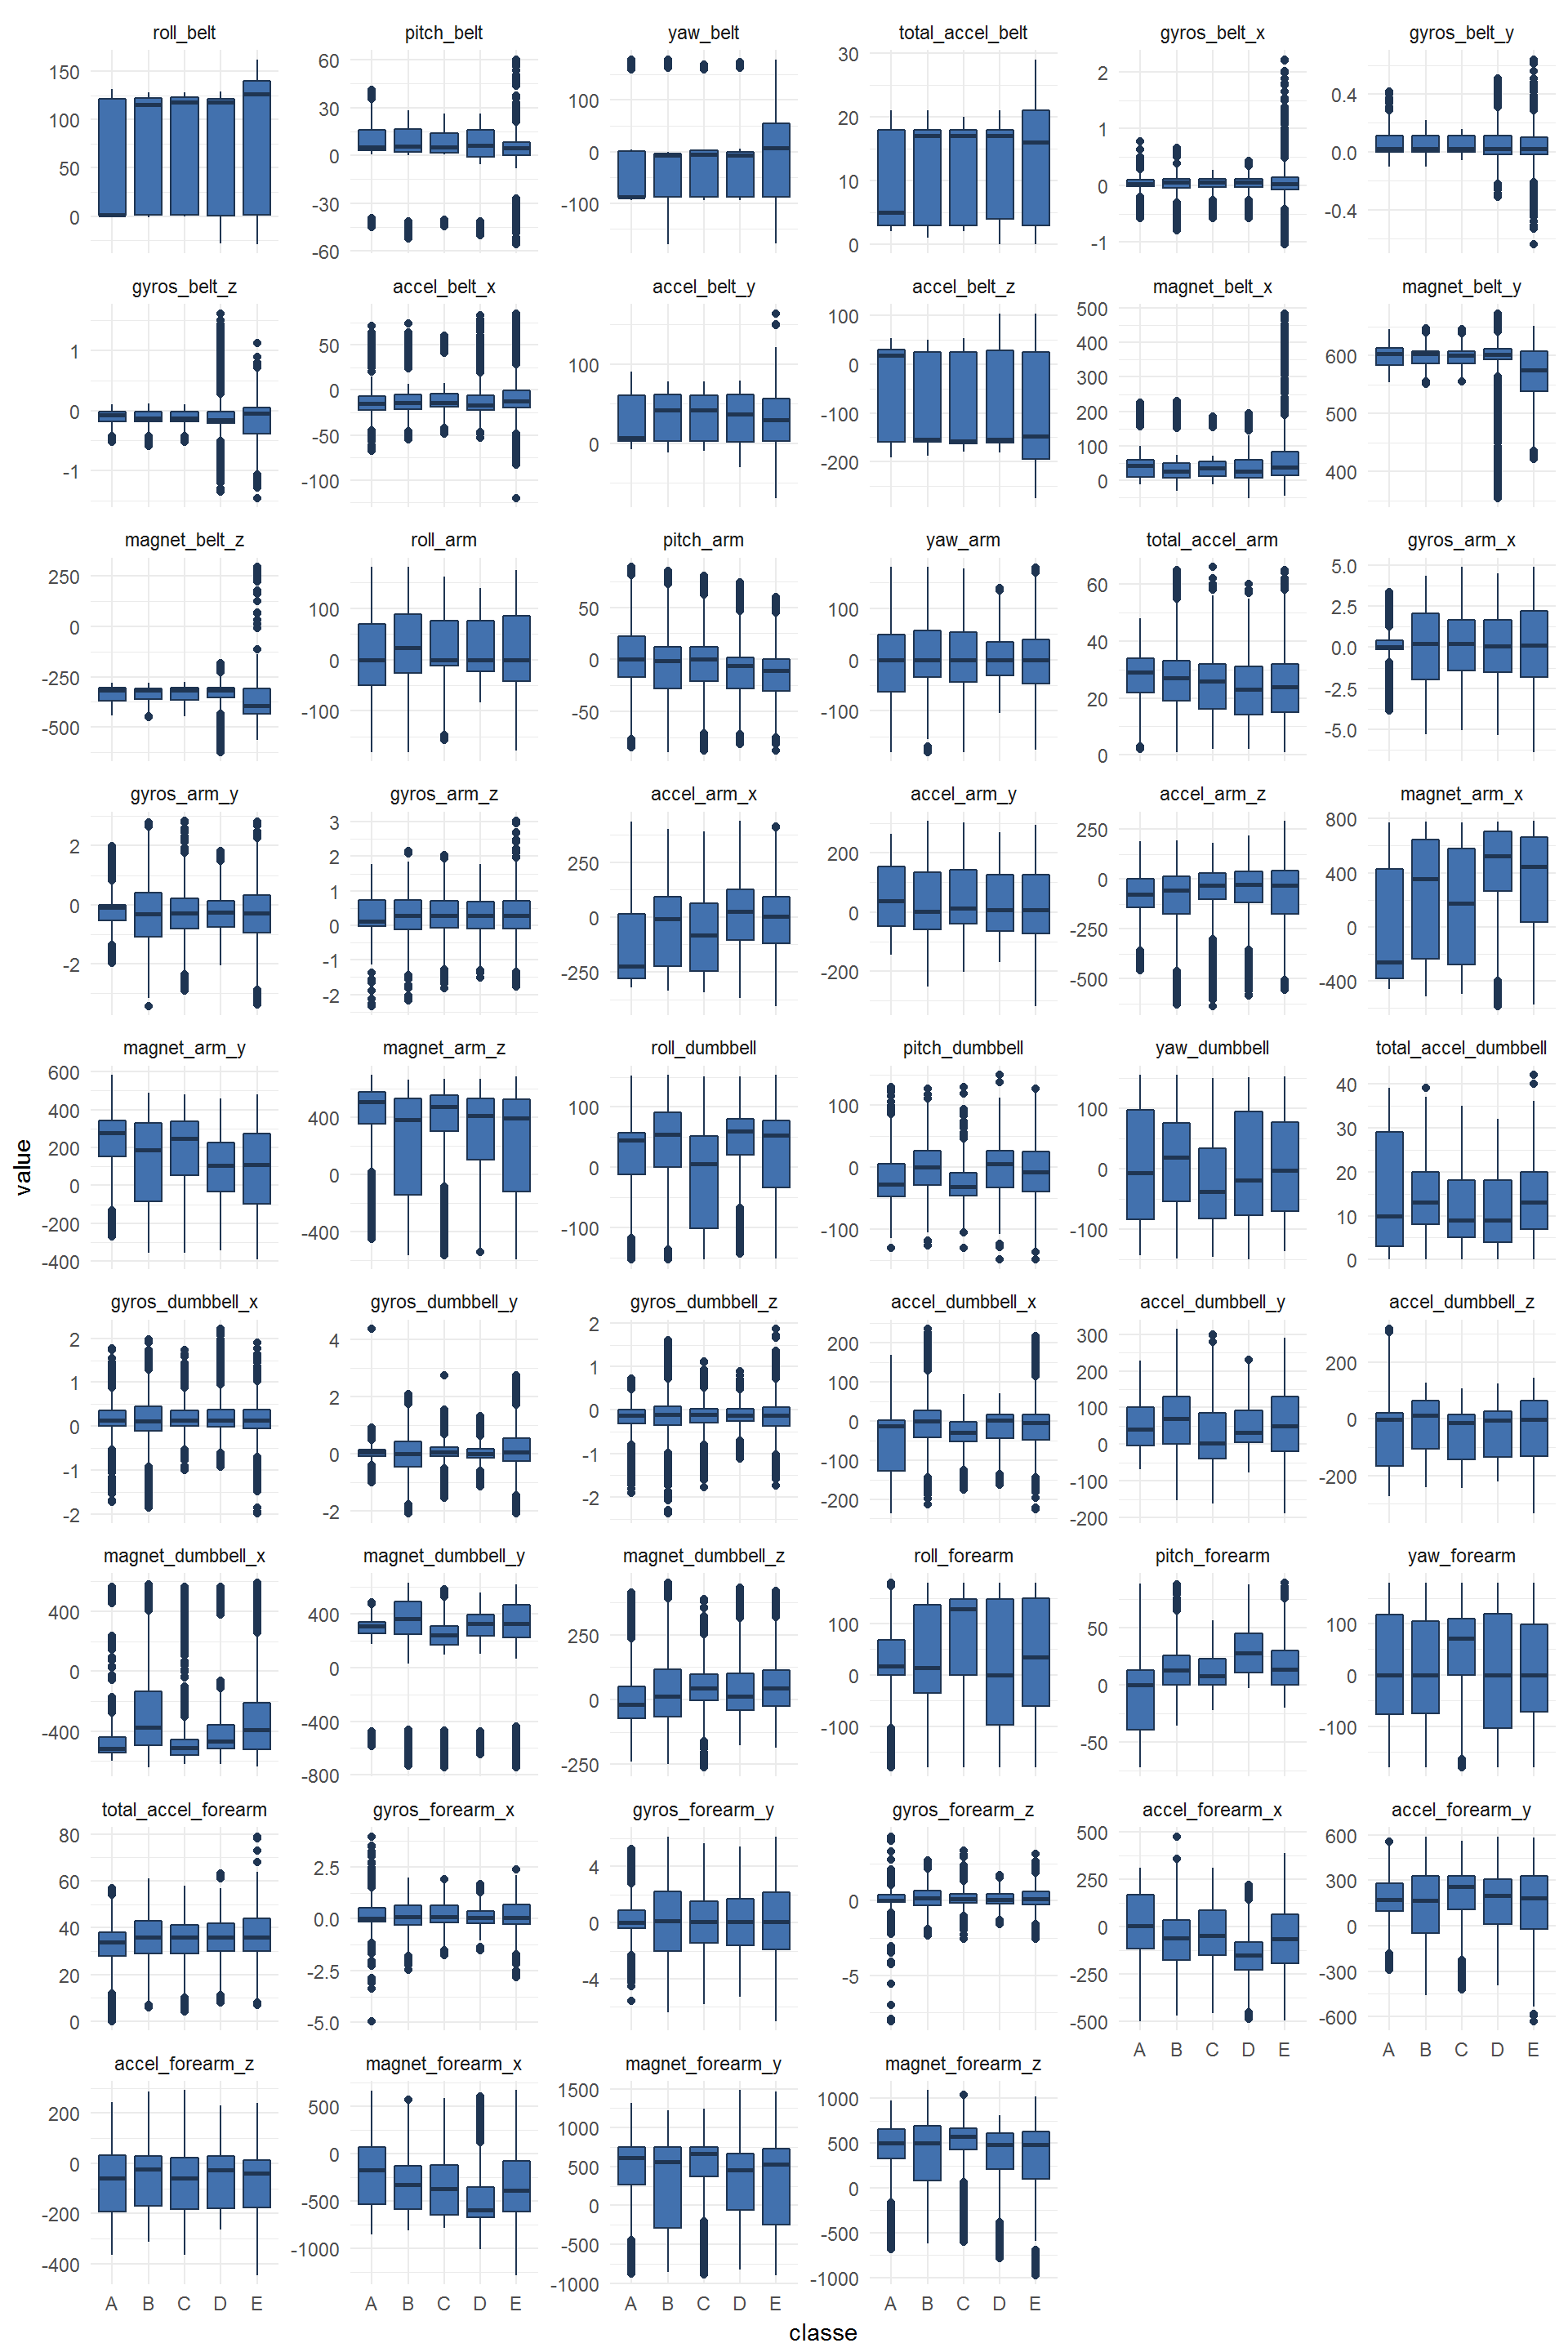 roll_belt pitch_belt yaw_belt total_accel_belt gyros_belt_x gyros_belt_y
150 100 50 0
60 30 0 -30 -60
100 0 -100
30 20 10 0
2 1 0 -1
0.4 0.0 -0.4
gyros_belt_z accel_belt_x accel_belt_y accel_belt_z magnet_belt_x magnet_belt_y
1 0 -1
50 0 -50 -100
100 0
100 0 -100 -200
500 400 300 200 100 0
600 500 400
magnet_belt_z roll_arm pitch_arm yaw_arm total_accel_arm gyros_arm_x
250 0 -250 -500
100 0 -100
50 0 -50
100 0 -100
60 40 20 0
5.0 2.5 0.0 -2.5 -5.0
gyros_arm_y gyros_arm_z accel_arm_x accel_arm_y accel_arm_z magnet_arm_x
2 0 -2
3 2 1 0 -1 -2
250 0 -250
200 0 -200
250 0 -250 -500
800 400 0 -400
magnet_arm_y magnet_arm_z roll_dumbbell pitch_dumbbell yaw_dumbbell total_accel_dumbbell
600 400 200 0 -200 -400
400 0 -400
100 0 -100
100 0 -100
100 0 -100
40 30 20 10 0
gyros_dumbbell_x gyros_dumbbell_y gyros_dumbbell_z accel_dumbbell_x accel_dumbbell_y accel_dumbbell_z
2 1 0 -1 -2
4 2 0 -2
2 1 0 -1 -2
200 100 0 -100 -200
300 200 100 0 -100 -200
200 0 -200
magnet_dumbbell_x magnet_dumbbell_y magnet_dumbbell_z roll_forearm pitch_forearm yaw_forearm
400 0 -400
400 0 -400 -800
250 0 -250
100 0 -100
50 0 -50
100 0 -100
total_accel_forearm gyros_forearm_x gyros_forearm_y gyros_forearm_z accel_forearm_x accel_forearm_y
80 60 40 20 0
2.5 0.0 -2.5 -5.0
4 0 -4
0 -5
500 250 0 -250 -500
600 300 0 -300 -600
A B C D E A B C D E
accel_forearm_z magnet_forearm_x magnet_forearm_y magnet_forearm_z
200 0 -200 -400
500 0 -500 -1000
1500 1000 500 0 -500 -1000
1000 500 0 -500 -1000
A B C D E A B C D E A B C D E A B C D E
classe
value